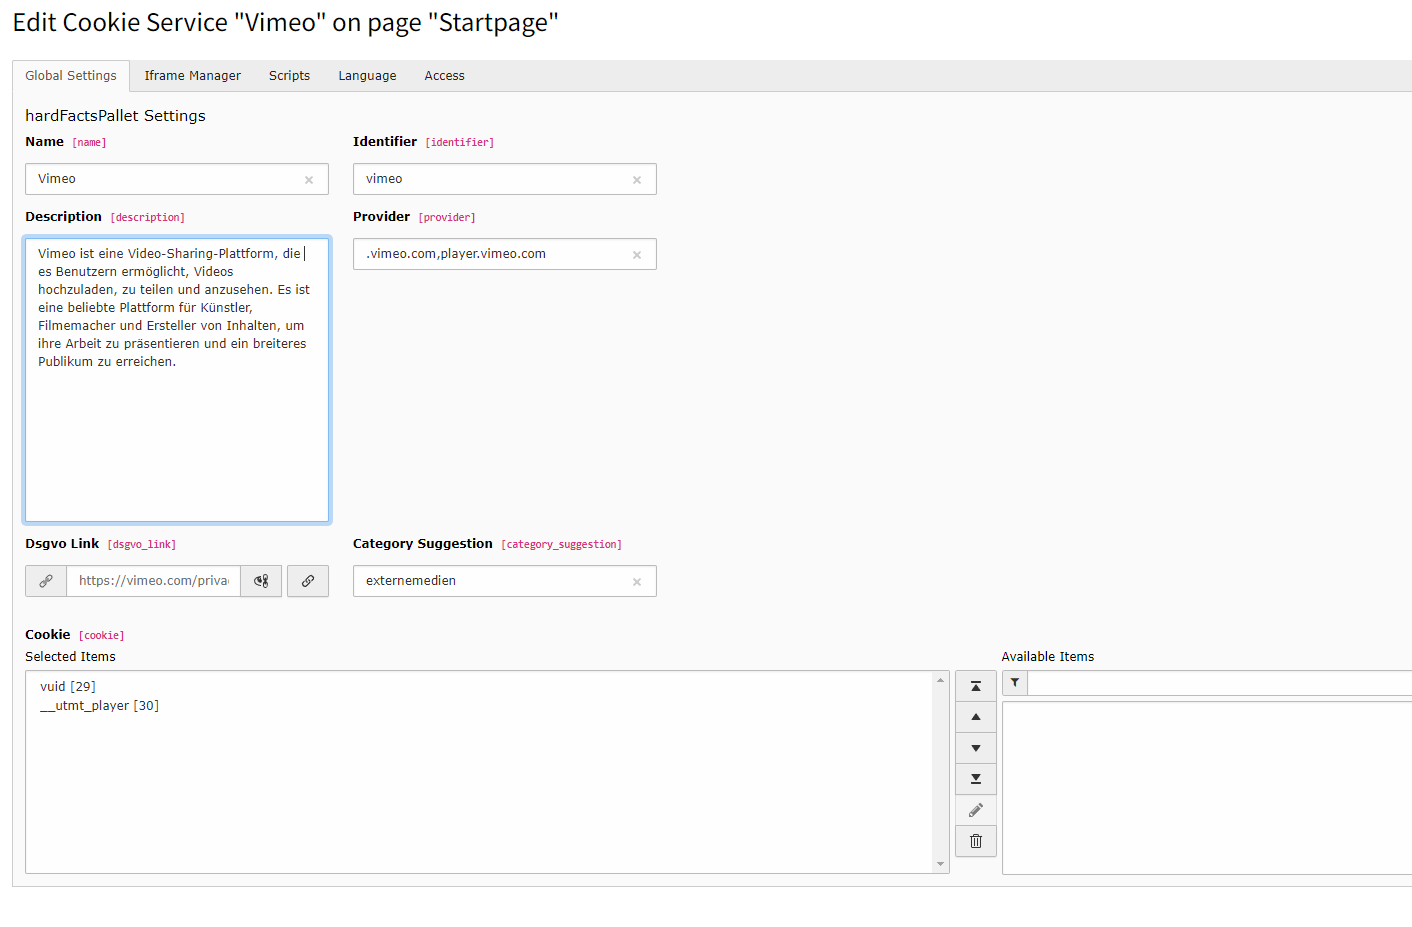 Edit Cookie Service "Vimeo" on page "Startpage"
Global Settings Iframe Manager Scripts Language Access
hardFactsPallet Settings
Name [name]
Identifier [identifier]
Vimeo
vimeo
Description [description]
Provider [provider]
Vimeo ist eine Video-Sharing-Plattform, die
es Benutzern ermöglicht, Videos
hochzuladen, zu teilen und anzusehen. Es ist
eine beliebte Plattform für Künstler,
Filmemacher und Ersteller von Inhalten, um
ihre Arbeit zu präsentieren und ein breiteres
Publikum zu erreichen.
.vimeo.com,player.vimeo.com
Dsgvo Link [dsgvo_link]
Category Suggestion [category_suggestion]
https://vimeo.com/priva
externemedien
Cookie [cookie]
Selected Items
Available Items
vuid [29]
__utmt_player [30]